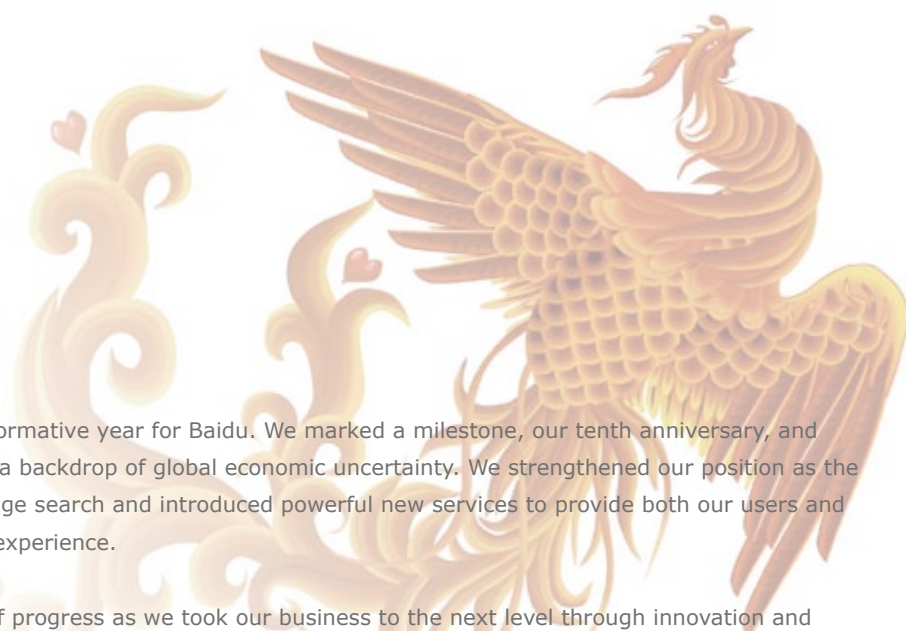 ormative year for Baidu. We marked a milestone, our tenth anniversary, and
a backdrop of global economic uncertainty. We strengthened our position as the
ge search and introduced powerful new services to provide both our users and
experience.
f progress as we took our business to the next level through innovation and